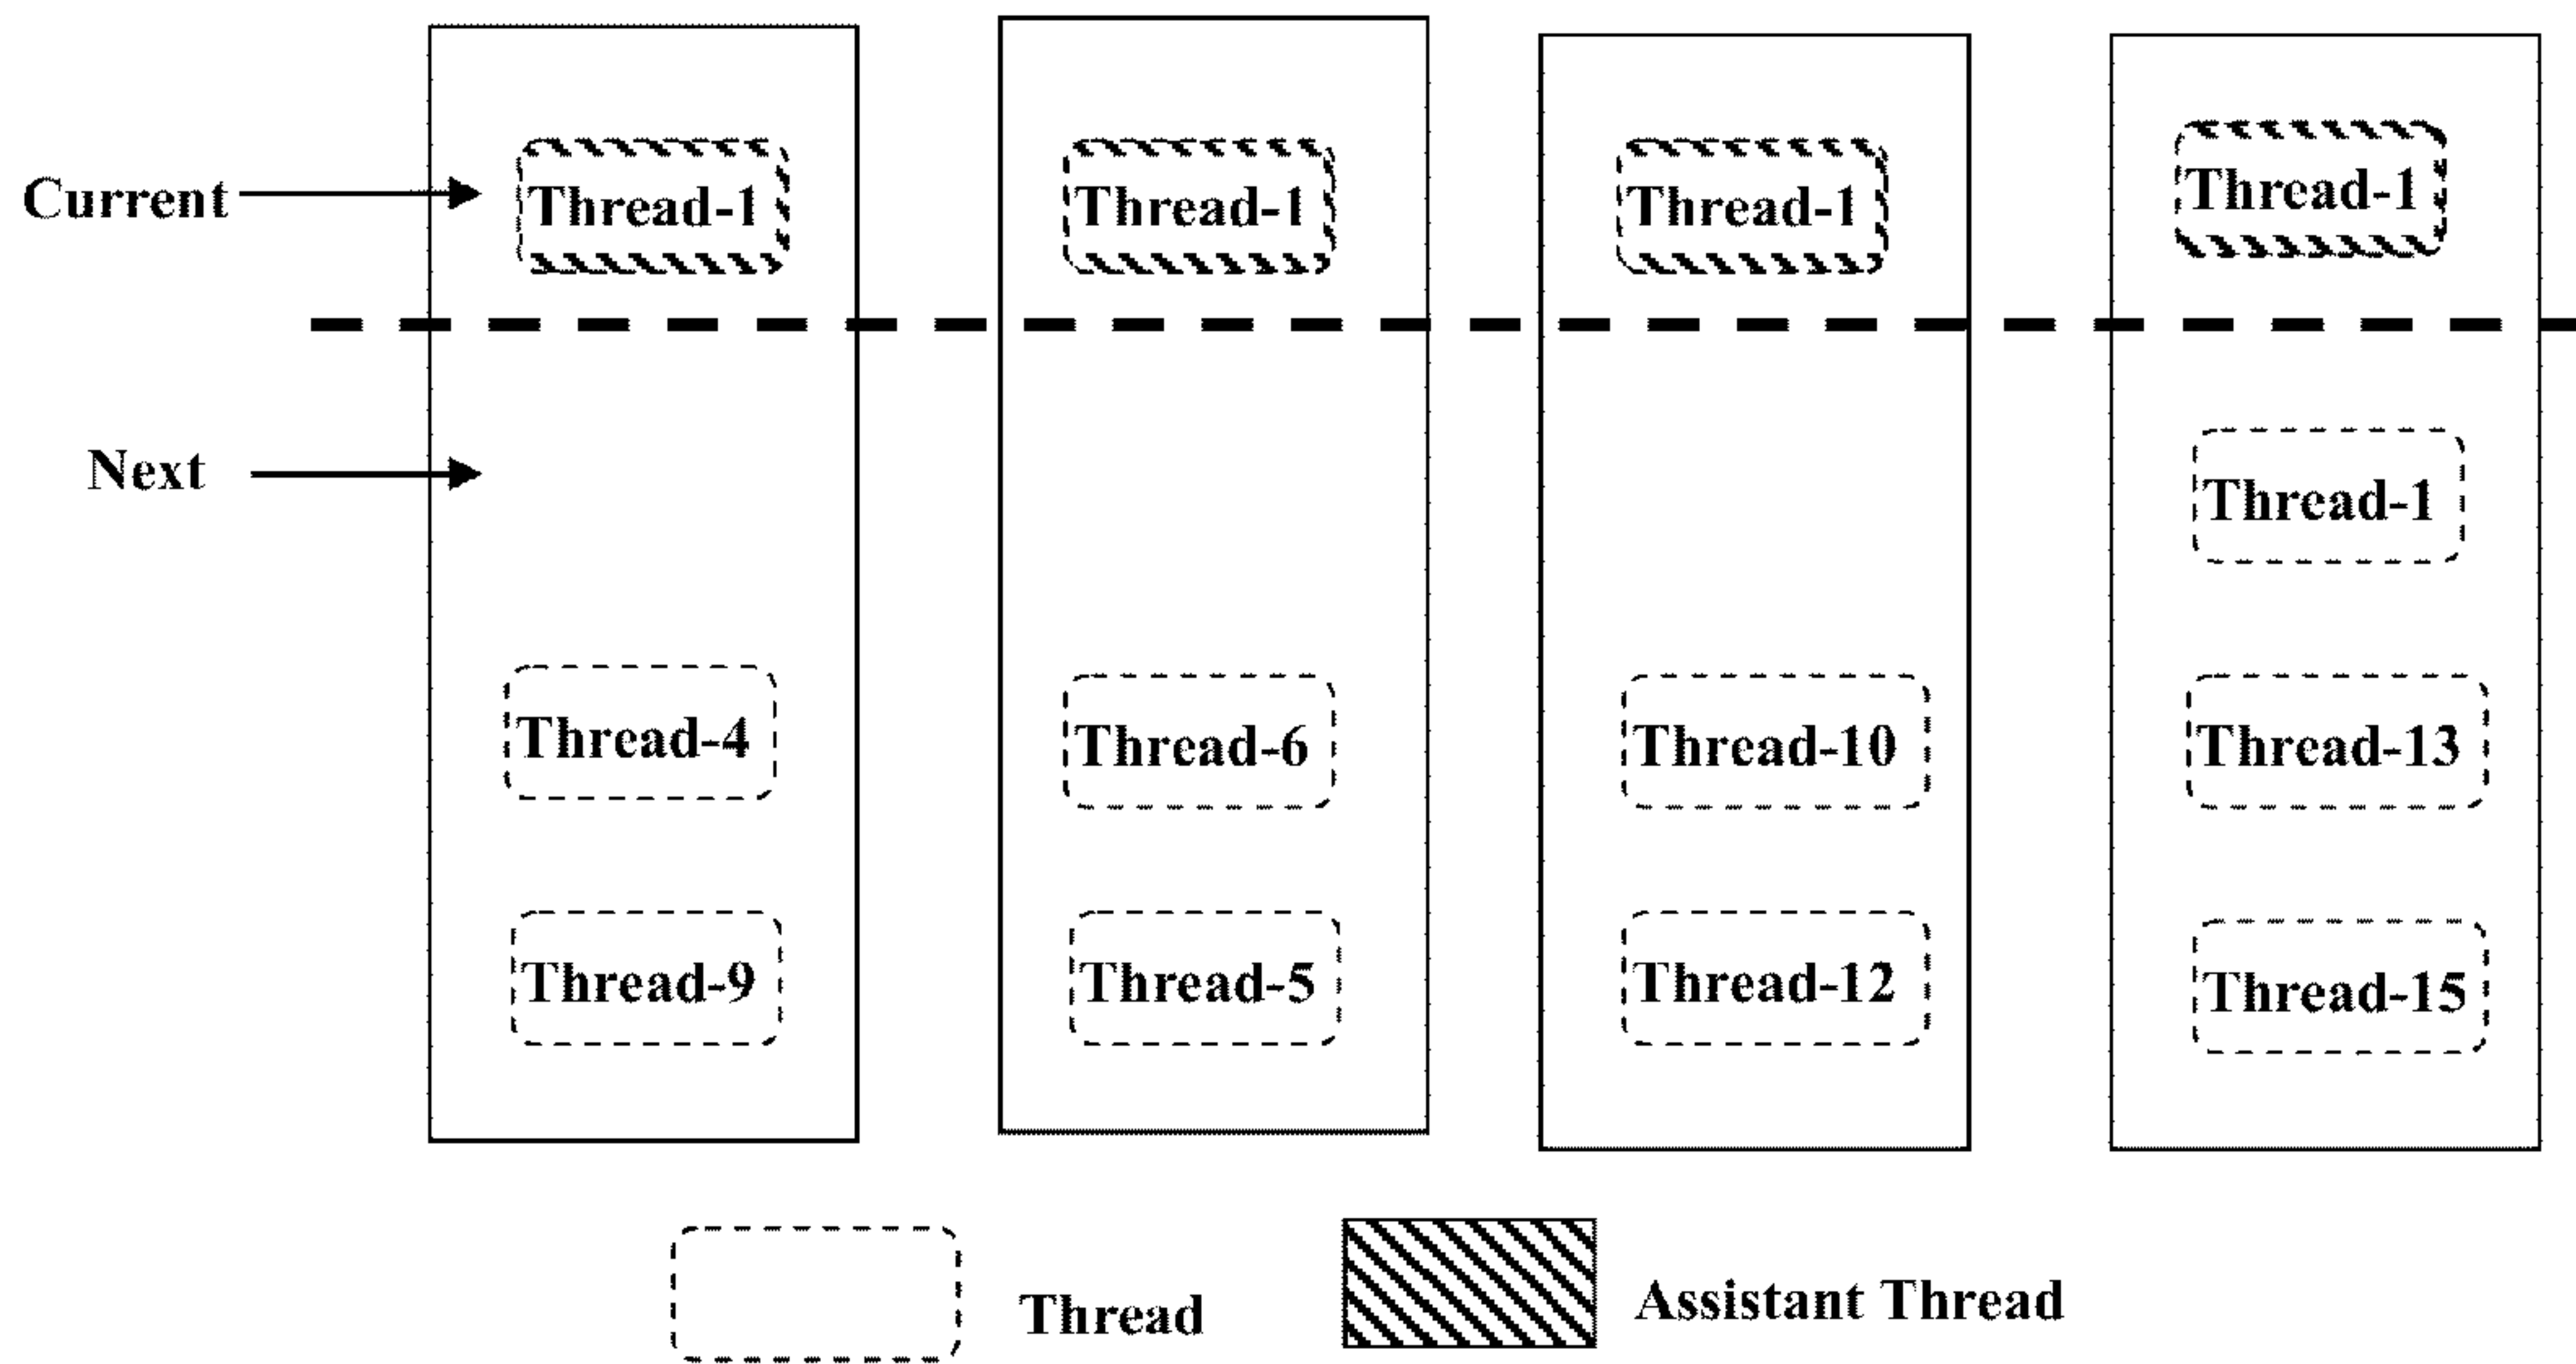 Current
Thread-1
Thread-1
Thread-1
Thread-1
Next
Thread-1
Thread-4
Thread-6
Thread-10
Thread-13
Thread-9
Thread-5
Thread-12
Thread-15
Thread
Assistant Thread